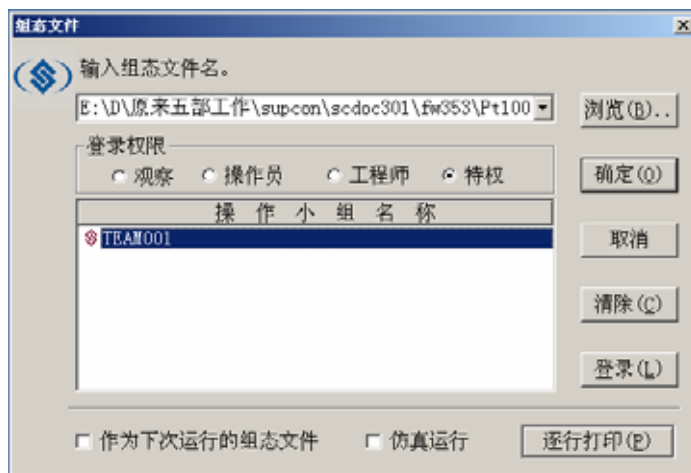 组态文件
输入组态文件名。
E:\D\原来五部工作\supcon\scdoc301\fw353\Pt100
浏览(B)..
登录权限
观察 操作员 工程师 特权
确定(O)
操作小组名称
TEAM001
取消
清除(C)
登录(L)
作为下次运行的组态文件 仿真运行 逐行打印(P)